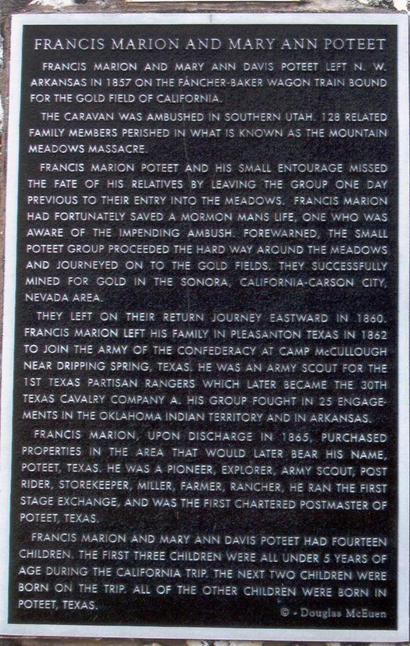 FRANCIS MARION AND MARY ANN POTEET
FRANCIS MARION AND MARY ANN DAVIS POTEET LEFT N. W.
ARKANSAS IN 1857 ON THE FANCHER-BAKER WAGON TRAIN BOUND
FOR THE GOLD FIELD OF CALIFORNIA.
THE CARAVAN WAS AMBUSHED IN SOUTHERN UTAH. 128 RELATED
FAMILY MEMBERS PERISHED IN WHAT IS KNOWN AS THE MOUNTAIN
MEADOWS MASSACRE.
FRANCIS MARION POTEET AND HIS SMALL ENTOURAGE MISSED
THE FATE OF HIS RELATIVES BY LEAVING THE GROUP ONE DAY
PREVIOUS TO THEIR ENTRY INTO THE MEADOWS. FRANCIS MARION
HAD FORTUNATELY SAVED A MORMON MANS LIFE, ONE WHO WAS
AWARE OF THE IMPENDING AMBUSH. FOREWARNED, THE SMALL
POTEET GROUP PROCEEDED THE HARD WAY AROUND THE MEADOWS
AND JOURNEYED ON TO THE GOLD FIELDS. THEY SUCCESSFULLY
MINED FOR GOLD IN THE SONORA, CALIFORNIA-CARSON CITY,
NEVADA AREA.
THEY LEFT ON THEIR RETURN JOURNEY EASTWARD IN 1860.
FRANCIS MARION LEFT HIS FAMILY IN PLEASANTON TEXAS IN 1862
TO JOIN THE ARMY OF THE CONFEDERACY AT CAMP McCULLOUGH
NEAR DRIPPING SPRING, TEXAS. HE WAS AN ARMY SCOUT FOR THE
1ST TEXAS PARTISAN RANGERS WHICH LATER BECAME THE 30TH
TEXAS CAVALRY COMPANY A. HIS GROUP FOUGHT IN 25 ENGAGE-
MENTS IN THE OKLAHOMA INDIAN TERRITORY AND IN ARKANSAS.
FRANCIS MARION, UPON DISCHARGE IN 1865, PURCHASED
PROPERTIES IN THE AREA THAT WOULD LATER BEAR HIS NAME,
POTEET, TEXAS. HE WAS A PIONEER, EXPLORER, ARMY SCOUT, POST
RIDER, STOREKEEPER, MILLER, FARMER, RANCHER, HE RAN THE FIRST
STAGE EXCHANGE, AND WAS THE FIRST CHARTERED POSTMASTER OF
POTEET, TEXAS.
FRANCIS MARION AND MARY ANN DAVIS POTEET HAD FOURTEEN
CHILDREN. THE FIRST THREE CHILDREN WERE ALL UNDER 5 YEARS OF
AGE DURING THE CALIFORNIA TRIP. THE NEXT TWO CHILDREN WERE
BORN ON THE TRIP. ALL OF THE OTHER CHILDREN WERE BORN IN
POTEET, TEXAS.
© - Douglas McEuen